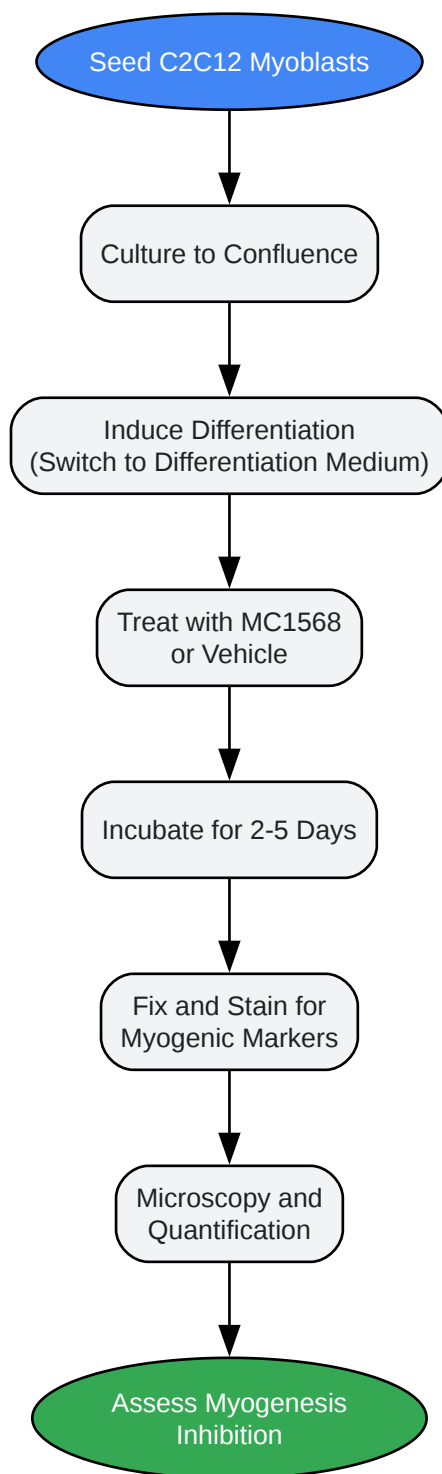 Seed C2C12 Myoblasts
Culture to Confluence
Induce Differentiation
(Switch to Differentiation Medium)
Treat with MC1568
or Vehicle
Incubate for 2-5 Days
Fix and Stain for
Myogenic Markers
Microscopy and
Quantification
Assess Myogenesis
Inhibition